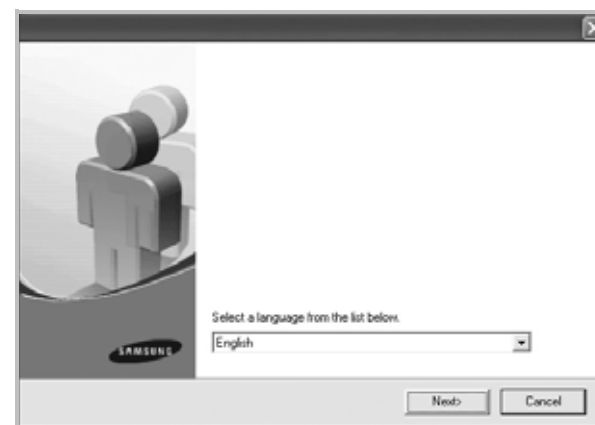 Select a language from the list below.
SAMSUNG
English
Next>
Cancel